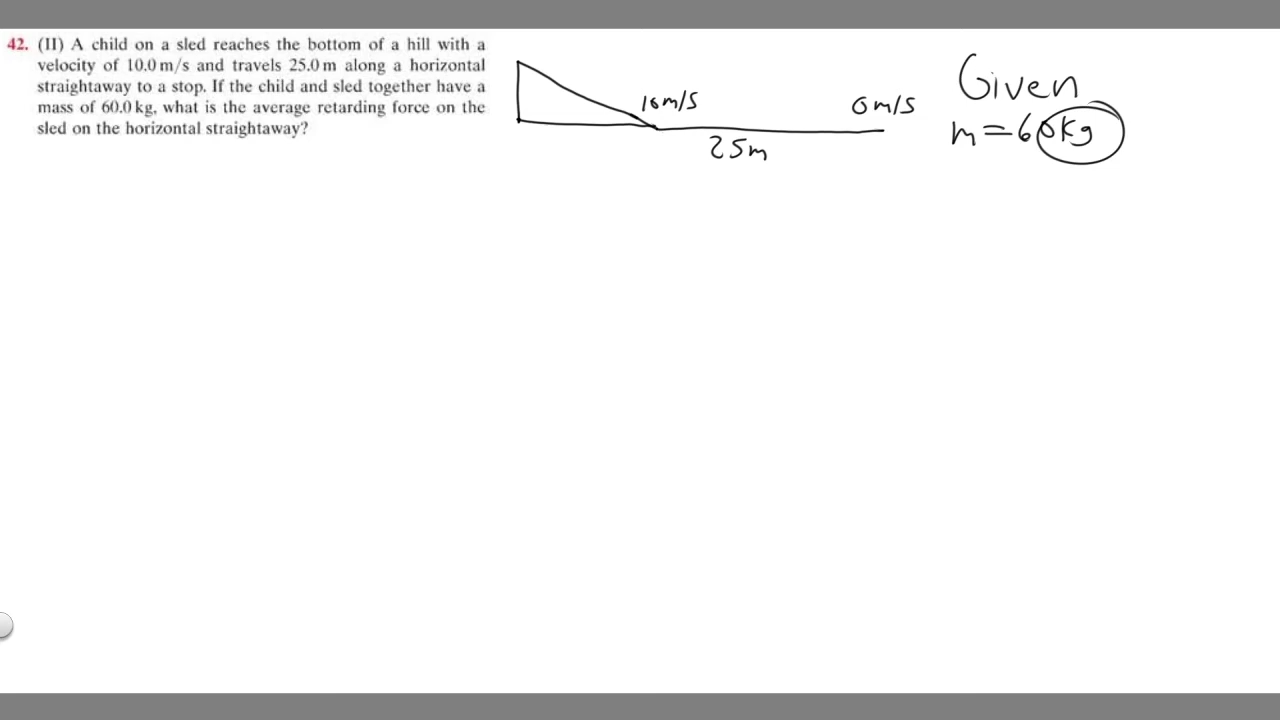 42. (II) A child on a sled reaches the bottom of a hill with a
velocity of 10.0 m/s and travels 25.0 m along a horizontal
straightaway to a stop. If the child and sled together have a
mass of 60.0 kg, what is the average retarding force on the
sled on the horizontal straightaway?
10m/s
0m/s
25m
Given
m=60kg